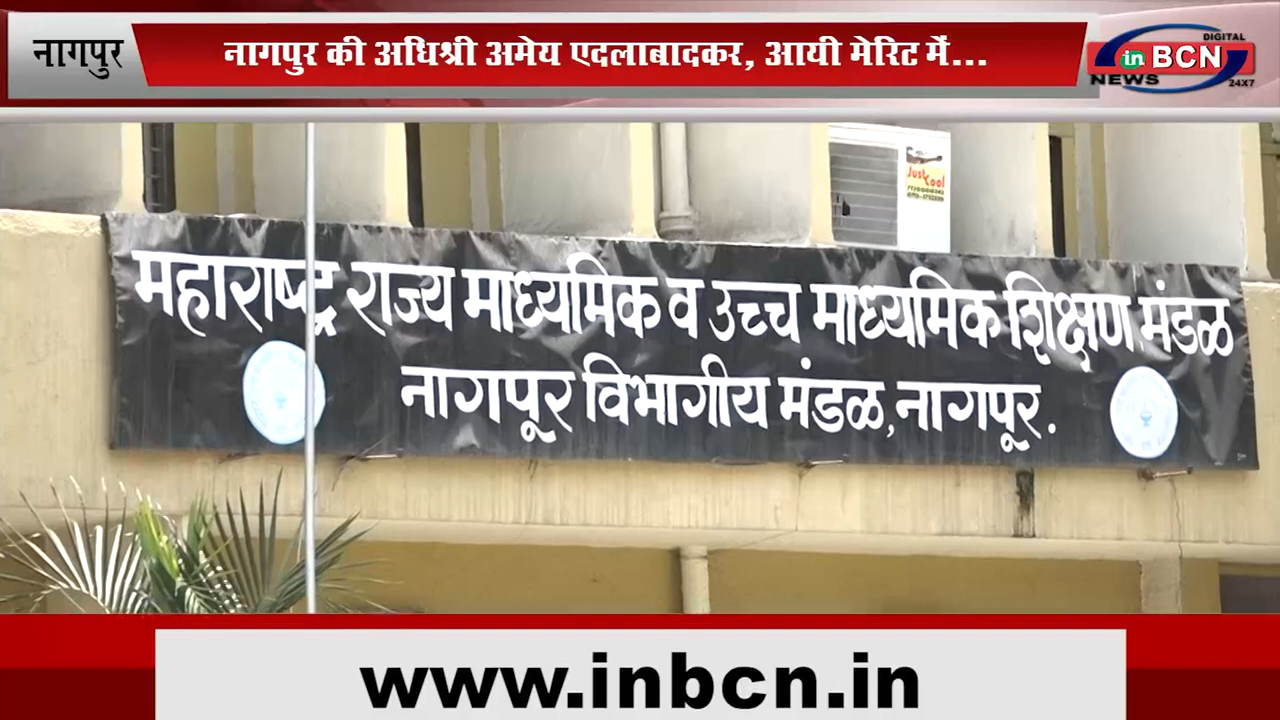 नागपुर
नागपुर की अधिश्री अमेय एदलाबादकर, आयी मेरिट में...
DIGITAL
in BCN
NEWS
24X7
Just Cool
महाराष्ट्र राज्य माध्यमिक व उच्च माध्यमिक शिक्षण मंडळ
नागपूर विभागीय मंडळ, नागपूर.
www.inbcn.in